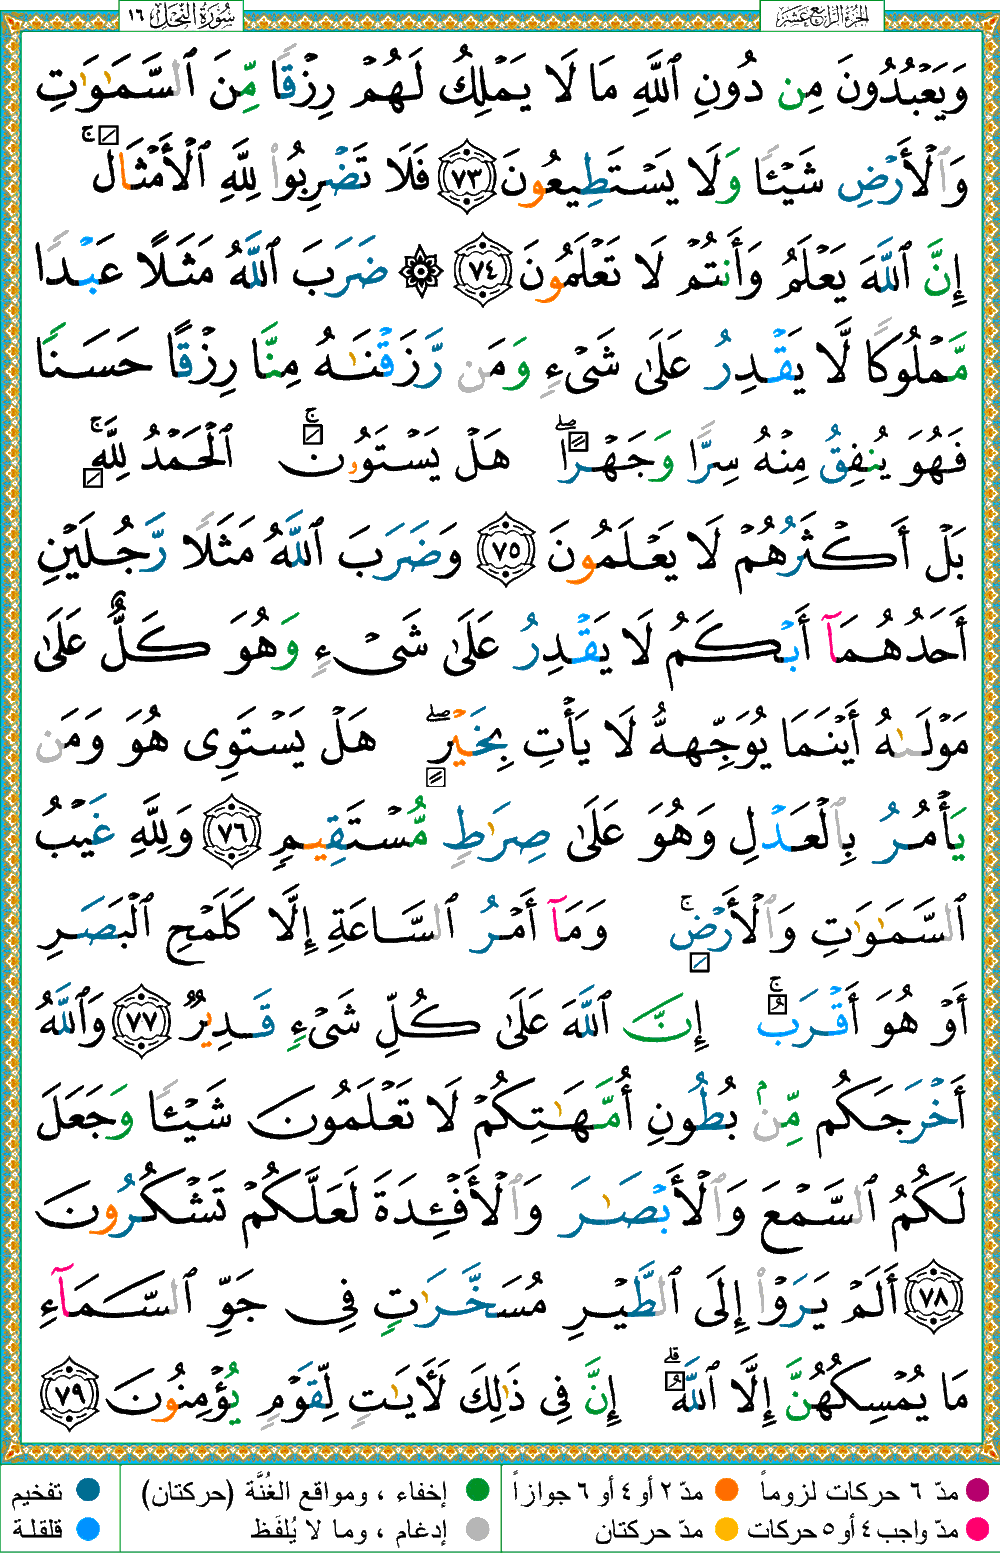 الجزء الرابع عشر
سورة النحل ١٦
وَيَعْبُدُونَ مِن دُونِ ٱللَّهِ مَا لَا يَمْلِكُ لَهُمْ رِزْقًا مِّنَ ٱلسَّمَٰوَٰتِ
وَٱلْأَرْضِ شَيْـًٔا وَلَا يَسْتَطِيعُونَ ٧٣ فَلَا تَضْرِبُوا۟ لِلَّهِ ٱلْأَمْثَالَ ۚ
إِنَّ ٱللَّهَ يَعْلَمُ وَأَنتُمْ لَا تَعْلَمُونَ ٧٤ ۞ ضَرَبَ ٱللَّهُ مَثَلًا عَبْدًا
مَّمْلُوكًا لَّا يَقْدِرُ عَلَىٰ شَىْءٍ وَمَن رَّزَقْنَٰهُ مِنَّا رِزْقًا حَسَنًا
فَهُوَ يُنفِقُ مِنْهُ سِرًّا وَجَهْرًا ۖ هَلْ يَسْتَوُۥنَ ۚ ٱلْحَمْدُ لِلَّهِ ۚ
بَلْ أَكْثَرُهُمْ لَا يَعْلَمُونَ ٧٥ وَضَرَبَ ٱللَّهُ مَثَلًا رَّجُلَيْنِ
أَحَدُهُمَآ أَبْكَمُ لَا يَقْدِرُ عَلَىٰ شَىْءٍ وَهُوَ كَلٌّ عَلَىٰ
مَوْلَىٰهُ أَيْنَمَا يُوَجِّههُّ لَا يَأْتِ بِخَيْرٍ ۖ هَلْ يَسْتَوِى هُوَ وَمَن
يَأْمُرُ بِٱلْعَدْلِ وَهُوَ عَلَىٰ صِرَٰطٍ مُّسْتَقِيمٍ ٧٦ وَلِلَّهِ غَيْبُ
ٱلسَّمَٰوَٰتِ وَٱلْأَرْضِ ۚ وَمَآ أَمْرُ ٱلسَّاعَةِ إِلَّا كَلَمْحِ ٱلْبَصَرِ
أَوْ هُوَ أَقْرَبُ ۚ إِنَّ ٱللَّهَ عَلَىٰ كُلِّ شَىْءٍ قَدِيرٌ ٧٧ وَٱللَّهُ
أَخْرَجَكُم مِّنۢ بُطُونِ أُمَّهَٰتِكُمْ لَا تَعْلَمُونَ شَيْـًٔا وَجَعَلَ
لَكُمُ ٱلسَّمْعَ وَٱلْأَبْصَٰرَ وَٱلْأَفْـِٔدَةَ لَعَلَّكُمْ تَشْكُرُونَ
٧٨ أَلَمْ يَرَوْا۟ إِلَى ٱلطَّيْرِ مُسَخَّرَٰتٍ فِى جَوِّ ٱلسَّمَآءِ
مَا يُمْسِكُهُنَّ إِلَّا ٱللَّهُ ۗ إِنَّ فِى ذَٰلِكَ لَءَايَٰتٍ لِّقَوْمٍ يُؤْمِنُونَ ٧٩
مدّ ٦ حركات لزوماً مدّ ٢ أو ٤ أو ٦ جوازاً إخفاء ، ومواقع الغُنَّة (حركتان) تفخيم
مدّ واجب ٤ أو ٥ حركات مدّ حركتان إدغام ، وما لا يُلفَظ قلقلة